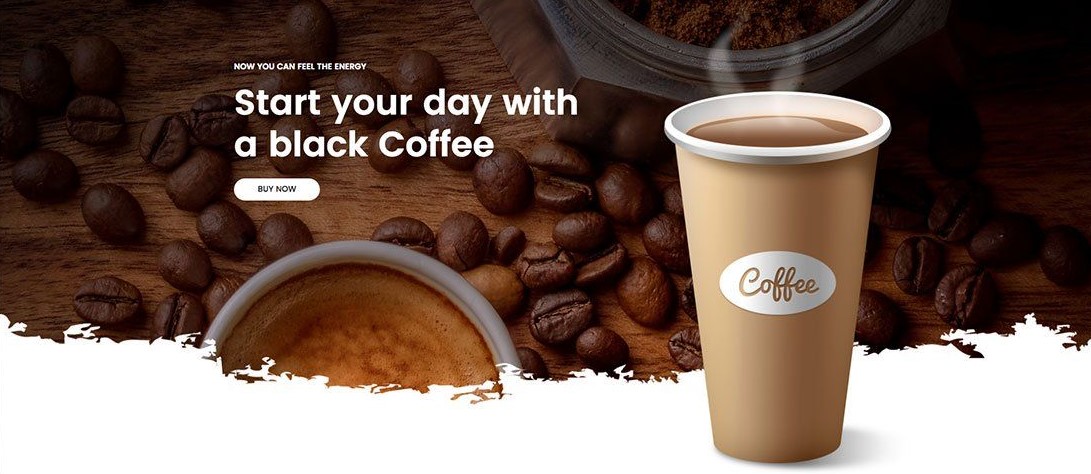 NOW YOU CAN FEEL THE ENERGY
Start your day with
a black Coffee
BUY NOW
Coffee